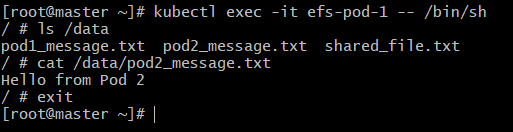 [root@master ~]# kubectl exec -it efs-pod-1 -- /bin/sh
/ # ls /data
pod1_message.txt  pod2_message.txt  shared_file.txt
/ # cat /data/pod2_message.txt
Hello from Pod 2
/ # exit
[root@master ~]#